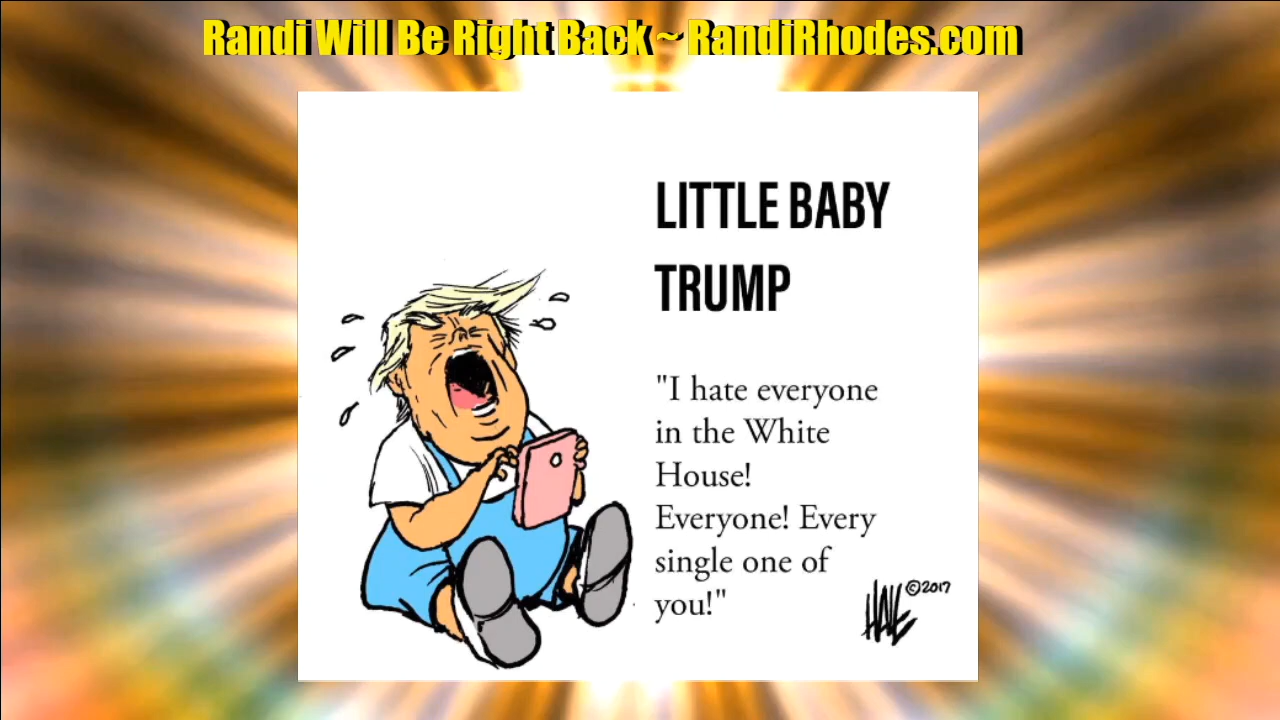 Randi Will Be Right Back ~ RandiRhodes.com
LITTLE BABY
TRUMP
"I hate everyone
in the White
House!
Everyone! Every
single one of
you!"
©2017